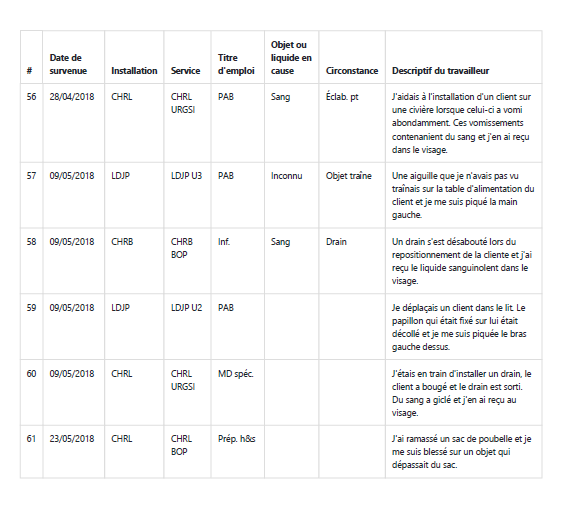 # Date de survenue Installation Service Titre d'emploi Objet ou liquide en cause Circonstance Descriptif du travailleur
56 28/04/2018 CHRL CHRL URGSI PAB Sang Éclab. pt J'aidais à l'installation d'un client sur
une civière lorsque celui-ci a vomi
abondamment. Ces vomissements
contenanient du sang et j'en ai reçu
dans le visage.
57 09/05/2018 LDJP LDJP U3 PAB Inconnu Objet traîne Une aiguille que je n'avais pas vu
traînais sur la table d'alimentation du
client et je me suis piqué la main
gauche.
58 09/05/2018 CHRB CHRB BOP Inf. Sang Drain Un drain s'est désabouté lors du
repositionnement de la cliente et j'ai
reçu le liquide sanguinolent dans le
visage.
59 09/05/2018 LDJP LDJP U2 PAB Je déplaçais un client dans le lit. Le
papillon qui était fixé sur lui était
décollé et je me suis piquée le bras
gauche dessus.
60 09/05/2018 CHRL CHRL URGSI MD spéc. J'étais en train d'installer un drain, le
client a bougé et le drain est sorti.
Du sang a giclé et j'en ai reçu au
visage.
61 23/05/2018 CHRL CHRL BOP Prép. h&s J'ai ramassé un sac de poubelle et je
me suis blessé sur un objet qui
dépassait du sac.